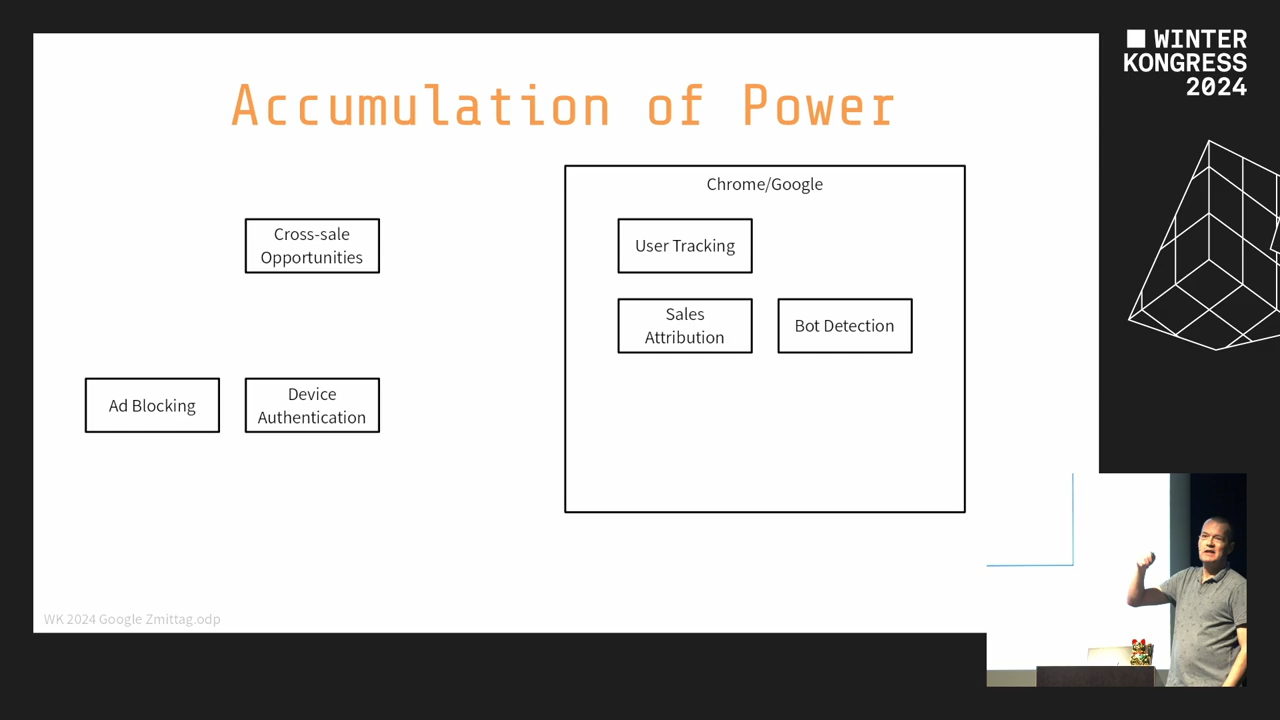 WINTER
KONGRESS
2024
Accumulation of Power
Chrome/Google
Cross-sale
Opportunities
User Tracking
Sales
Attribution
Bot Detection
Ad Blocking
Device
Authentication
WK 2024 Google Zmittag.odp